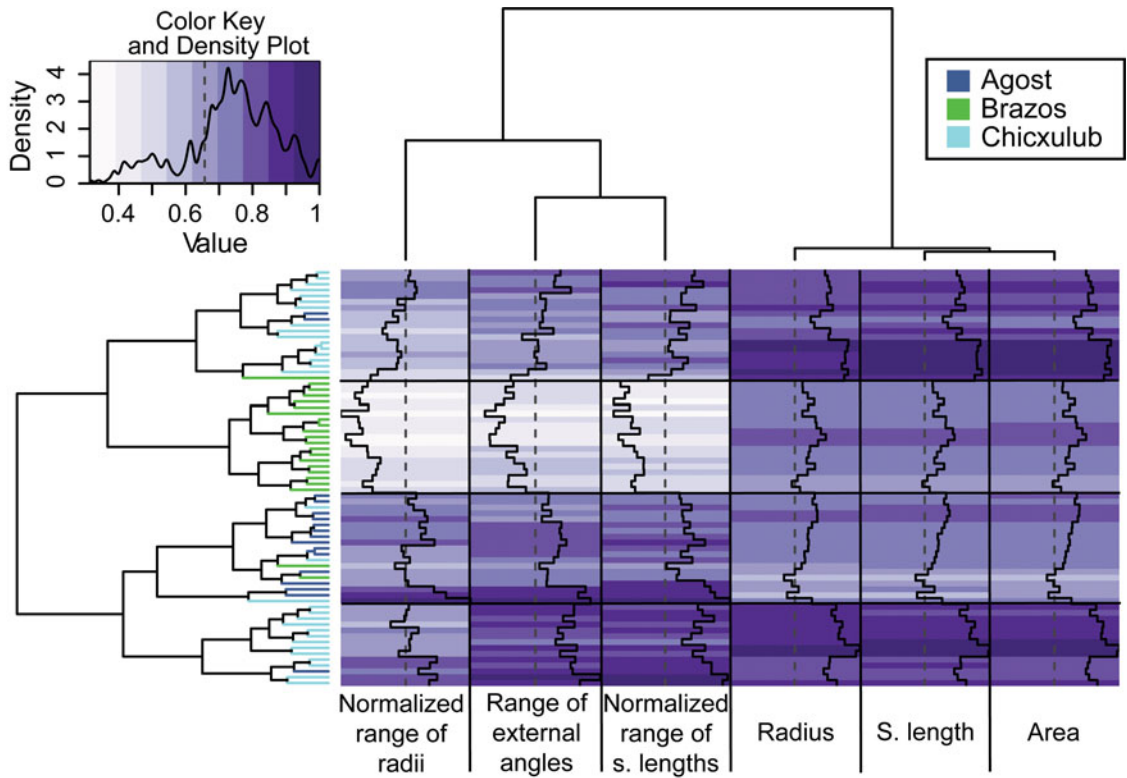 Color Key
and Density Plot
Density
0 1 2 3 4
0.4 0.6 0.8 1
Value
Agost
Brazos
Chicxulub
Normalized
range of
radii
Range of
external
angles
Normalized
range of
s. lengths
Radius
S. length
Area